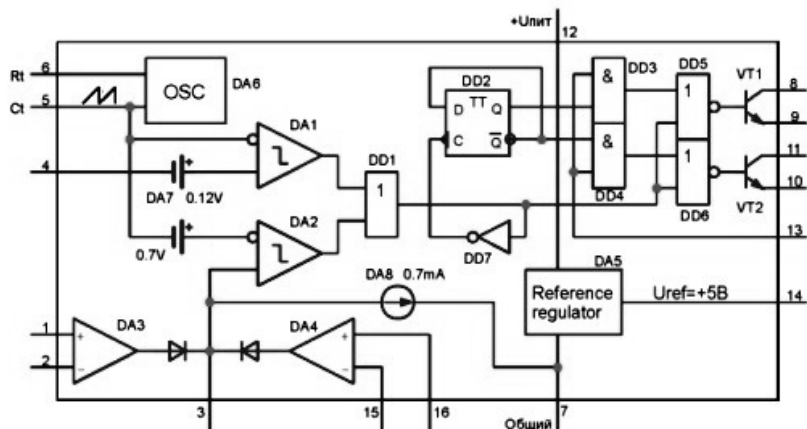 +Uпит
12
6
Rt
OSC
DA6
5
Ct
DD2
TT
D
Q
C
Q
&
DD3
&
DD4
DD5
1
1
DD6
VT1
8
9
11
10
VT2
13
DA1
4
+
DA7
0.12V
DD1
1
DA2
+
0.7V
DD7
DA8 0.7mA
DA5
Reference
regulator
Uref=+5В
14
1
+
DA3
2
−
DA4
+
−
3
15
16
Общий
7